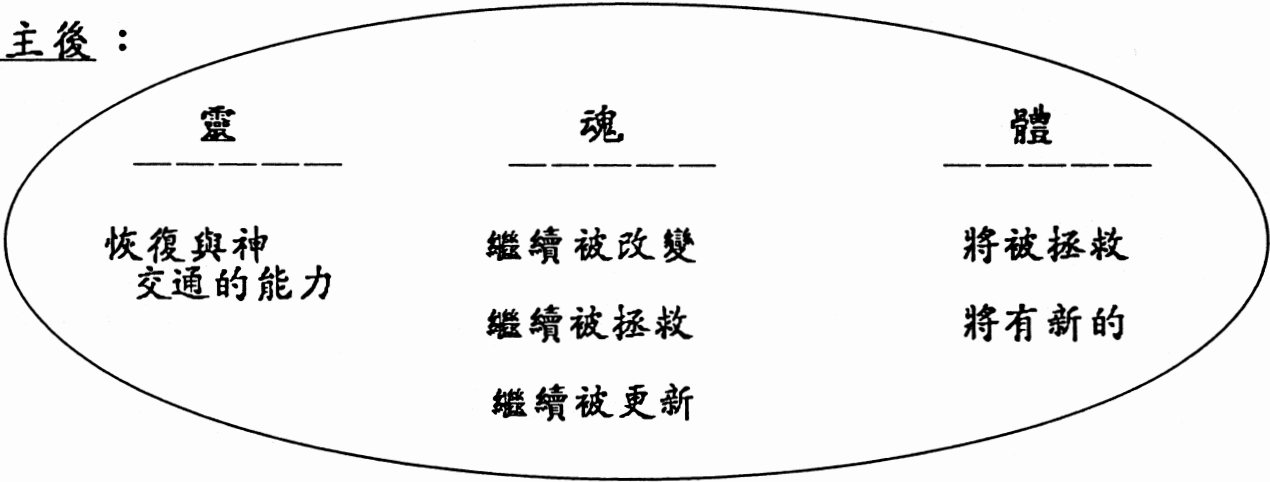 主後：
靈
恢復與神
交通的能力
魂
繼續被改變
繼續被拯救
繼續被更新
體
將被拯救
將有新的